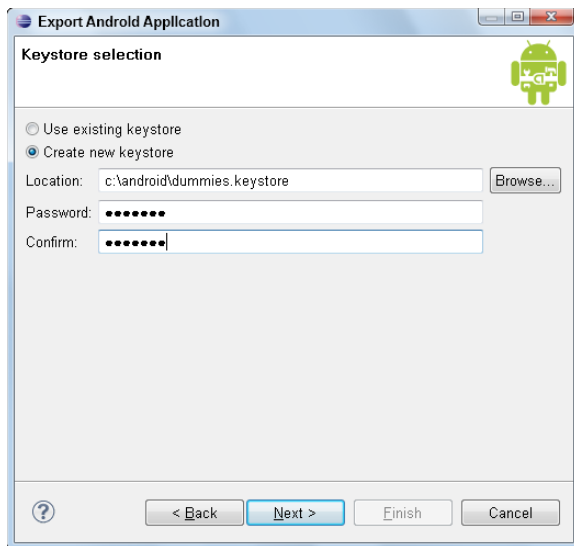 Export Android Application
Keystore selection
Use existing keystore
Create new keystore
Location: c:\android\dummies.keystore Browse...
Password: ●●●●●●●
Confirm: ●●●●●●●
? < Back Next > Finish Cancel